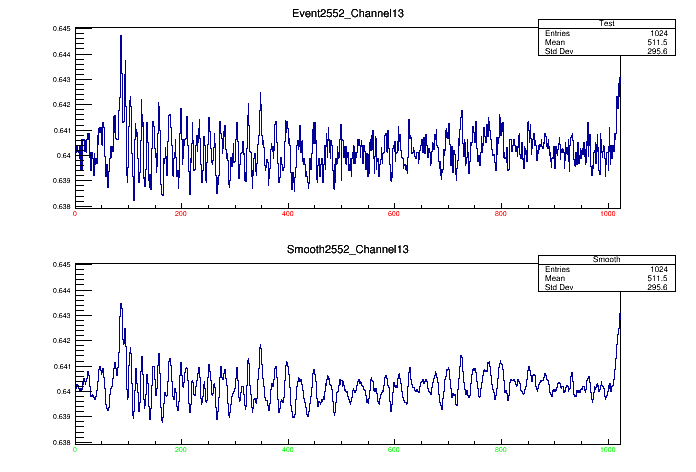 Event2552_Channel13
Test
Entries 1024
Mean 511.5
Std Dev 295.6
0.645
0.644
0.643
0.642
0.641
0.64
0.639
0.638
0 200 400 600 800 1000
Smooth2552_Channel13
Smooth
Entries 1024
Mean 511.5
Std Dev 295.6
0.645
0.644
0.643
0.642
0.641
0.64
0.639
0.638
0 200 400 600 800 1000